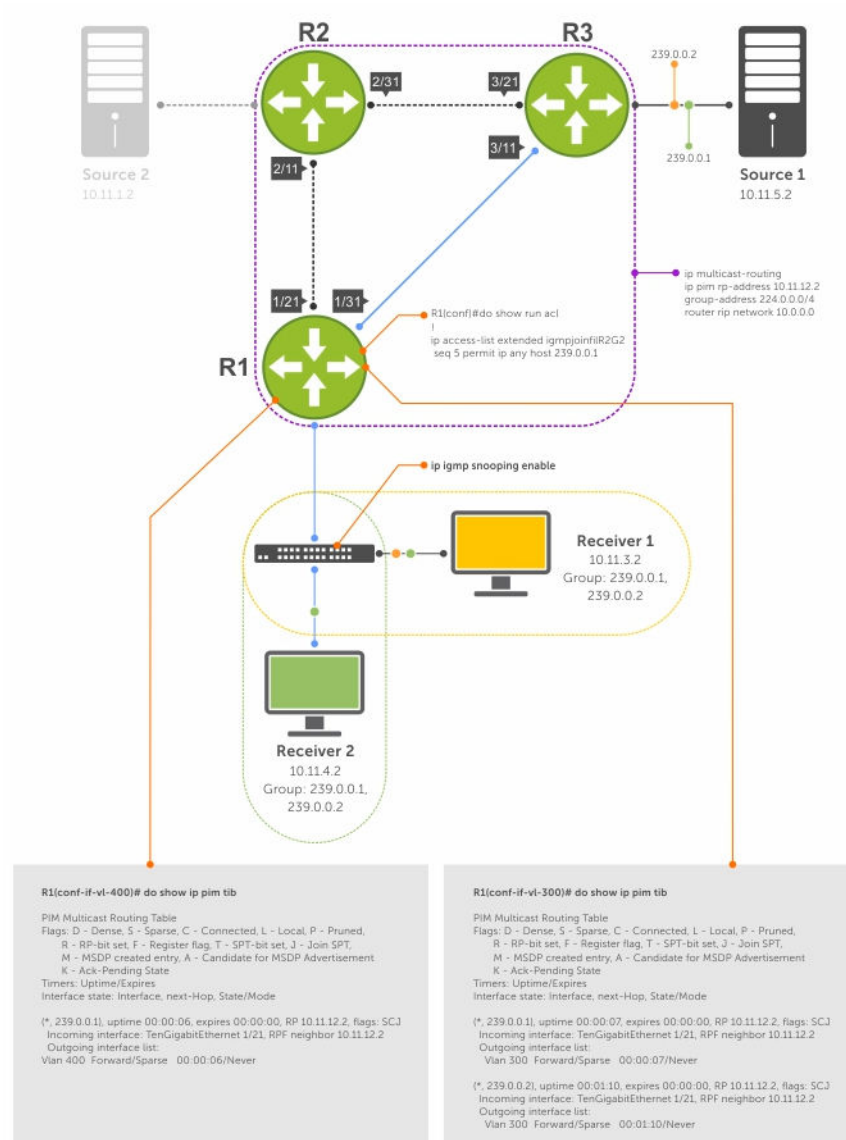 R2
R3
2/31
3/21
239.0.0.2
239.0.0.1
Source 2
10.11.1.2
2/11
3/11
Source 1
10.11.5.2
ip multicast-routing
ip pim rp-address 10.11.12.2
group-address 224.0.0.0/4
router rip network 10.0.0.0
1/21
1/31
R1(conf)#do show run acl
!
ip access-list extended igmpjoinfilR2G2
seq 5 permit ip any host 239.0.0.1
R1
ip igmp snooping enable
Receiver 1
10.11.3.2
Group: 239.0.0.1,
239.0.0.2
Receiver 2
10.11.4.2
Group: 239.0.0.1,
239.0.0.2
R1(conf-if-vl-400)# do show ip pim tib
PIM Multicast Routing Table
Flags: D - Dense, S - Sparse, C - Connected, L - Local, P - Pruned,
R - RP-bit set, F - Register flag, T - SPT-bit set, J - Join SPT,
M - MSDP created entry, A - Candidate for MSDP Advertisement
K - Ack-Pending State
Timers: Uptime/Expires
Interface state: Interface, next-Hop, State/Mode
(*, 239.0.0.1), uptime 00:00:06, expires 00:00:00, RP 10.11.12.2, flags: SCJ
Incoming interface: TenGigabitEthernet 1/21, RPF neighbor 10.11.12.2
Outgoing interface list:
Vlan 400 Forward/Sparse 00:00:06/Never
R1(conf-if-vl-300)# do show ip pim tib
PIM Multicast Routing Table
Flags: D - Dense, S - Sparse, C - Connected, L - Local, P - Pruned,
R - RP-bit set, F - Register flag, T - SPT-bit set, J - Join SPT,
M - MSDP created entry, A - Candidate for MSDP Advertisement
K - Ack-Pending State
Timers: Uptime/Expires
Interface state: Interface, next-Hop, State/Mode
(*, 239.0.0.1), uptime 00:00:07, expires 00:00:00, RP 10.11.12.2, flags: SCJ
Incoming interface: TenGigabitEthernet 1/21, RPF neighbor 10.11.12.2
Outgoing interface list:
Vlan 300 Forward/Sparse 00:00:07/Never
(*, 239.0.0.2), uptime 00:01:10, expires 00:00:00, RP 10.11.12.2, flags: SCJ
Incoming interface: TenGigabitEthernet 1/21, RPF neighbor 10.11.12.2
Outgoing interface list:
Vlan 300 Forward/Sparse 00:01:10/Never